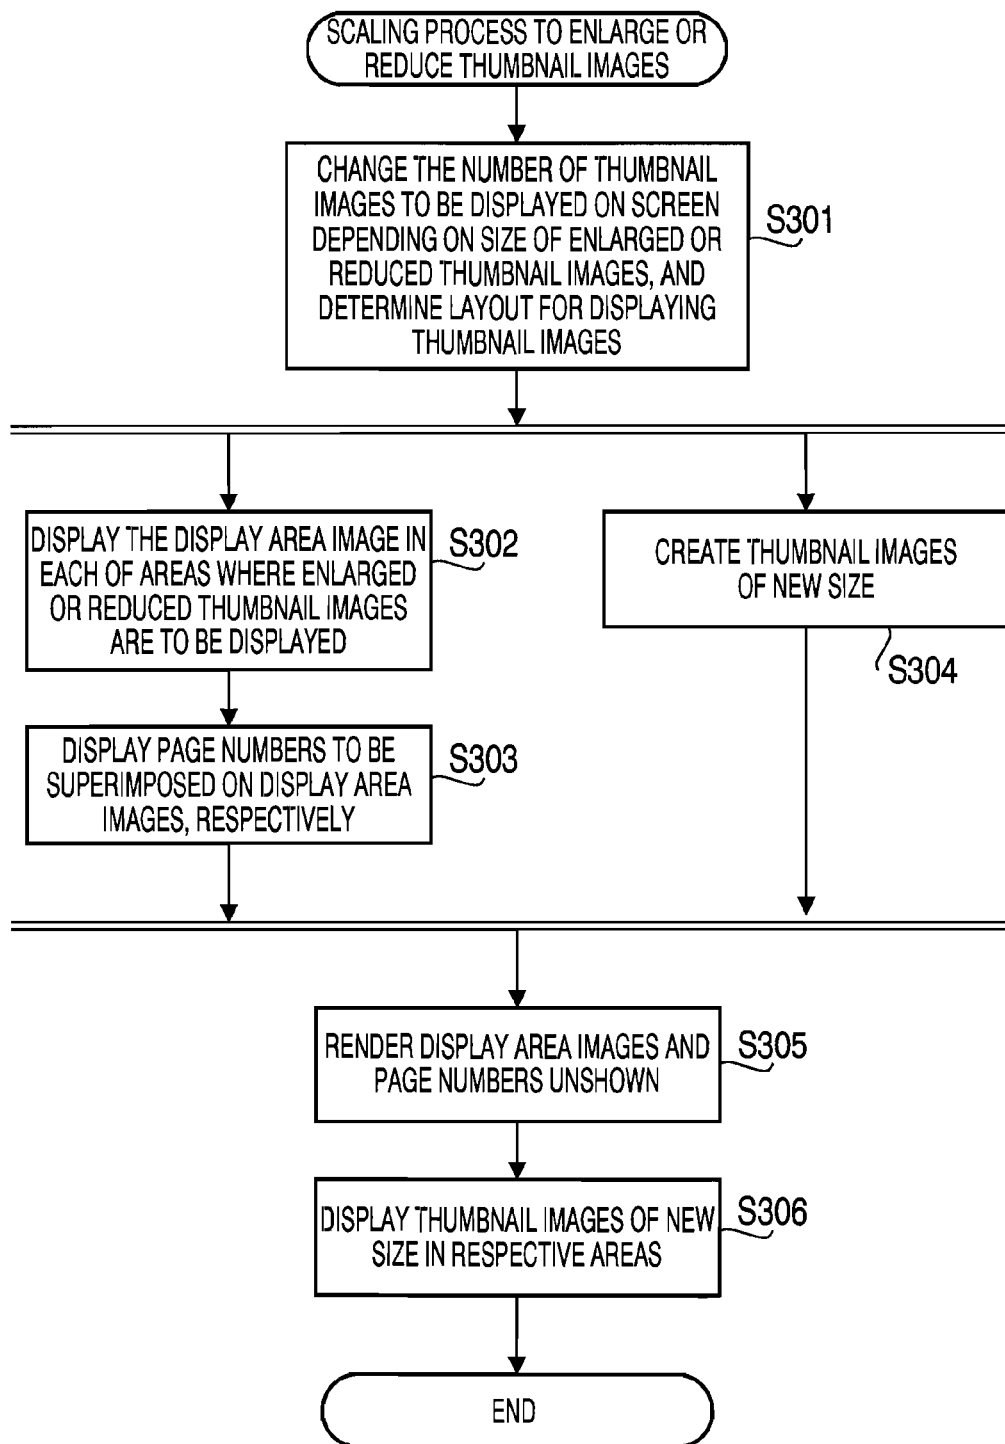 SCALING PROCESS TO ENLARGE OR
REDUCE THUMBNAIL IMAGES
CHANGE THE NUMBER OF THUMBNAIL
IMAGES TO BE DISPLAYED ON SCREEN
DEPENDING ON SIZE OF ENLARGED OR
REDUCED THUMBNAIL IMAGES, AND
DETERMINE LAYOUT FOR DISPLAYING
THUMBNAIL IMAGES
S301
DISPLAY THE DISPLAY AREA IMAGE IN
EACH OF AREAS WHERE ENLARGED
OR REDUCED THUMBNAIL IMAGES
ARE TO BE DISPLAYED
S302
CREATE THUMBNAIL IMAGES
OF NEW SIZE
S304
DISPLAY PAGE NUMBERS TO BE
SUPERIMPOSED ON DISPLAY AREA
IMAGES, RESPECTIVELY
S303
RENDER DISPLAY AREA IMAGES AND
PAGE NUMBERS UNSHOWN
S305
DISPLAY THUMBNAIL IMAGES OF NEW
SIZE IN RESPECTIVE AREAS
S306
END